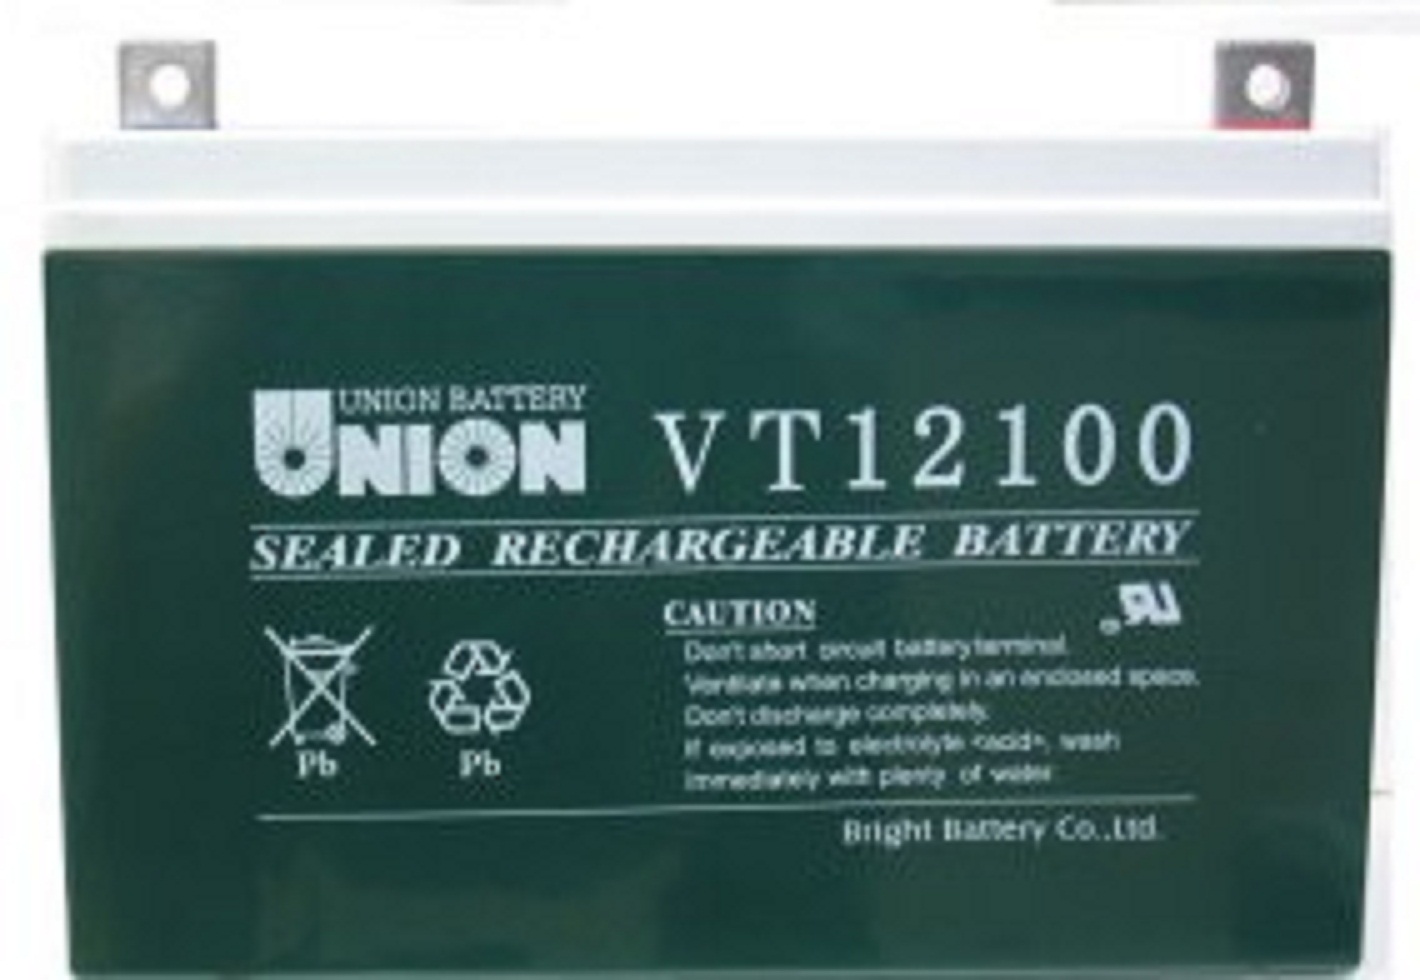 UNION BATTERY
UNION
VT12100
SEALED RECHARGEABLE BATTERY
CAUTION
Don't short circuit battery terminal.
Ventilate when charging in an enclosed space.
Don't discharge completely.
If exposed to electrolyte <acid>, wash
immediately with plenty of water
Pb
Pb
Bright Battery Co.,Ltd.